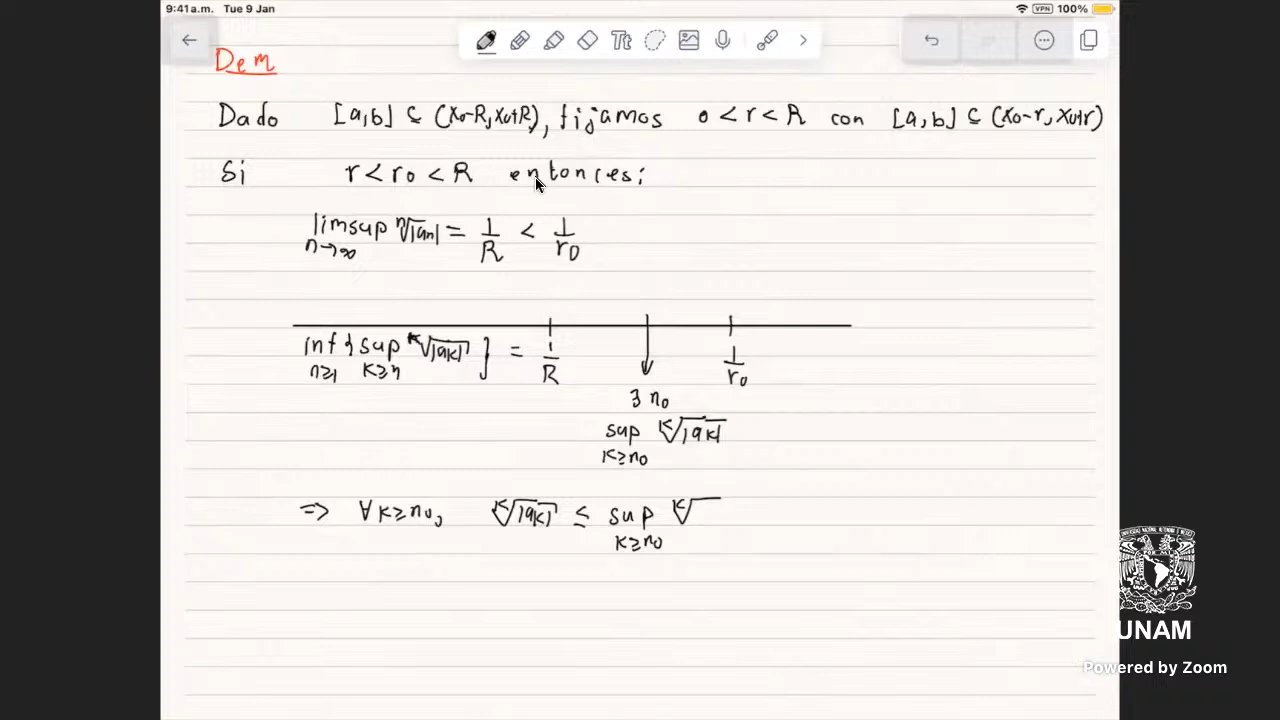 9:41 a.m. Tue 9 Jan
VPN 100%
Tt
Dem
Dado [a,b] ⊆ (x₀-R, x₀+R), fijamos 0 < r < R con [a,b] ⊆ (x₀-r, x₀+r)
Si r < r₀ < R entonces:
limsup n→∞ ⁿ√|an| = 1/R < 1/r₀
inf n≥1 { sup k≥n ᵏ√|ak| } = 1/R
1/r₀
∃ n₀
sup k≥n₀ ᵏ√|ak|
⇒ ∀ k≥n₀, ᵏ√|ak| ≤ sup k≥n₀ ᵏ√
UNAM
Powered by Zoom